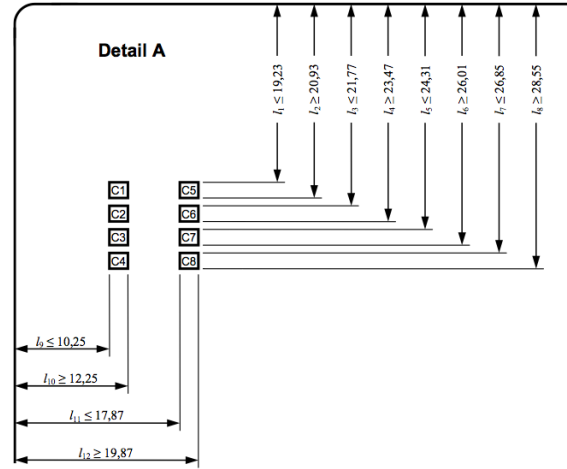 Detail A
l1 ≤ 19,23
l2 ≥ 20,93
l3 ≤ 21,77
l4 ≥ 23,47
l5 ≤ 24,31
l6 ≥ 26,01
l7 ≤ 26,85
l8 ≥ 28,55
C1 C5
C2 C6
C3 C7
C4 C8
l9 ≤ 10,25
l10 ≥ 12,25
l11 ≤ 17,87
l12 ≥ 19,87